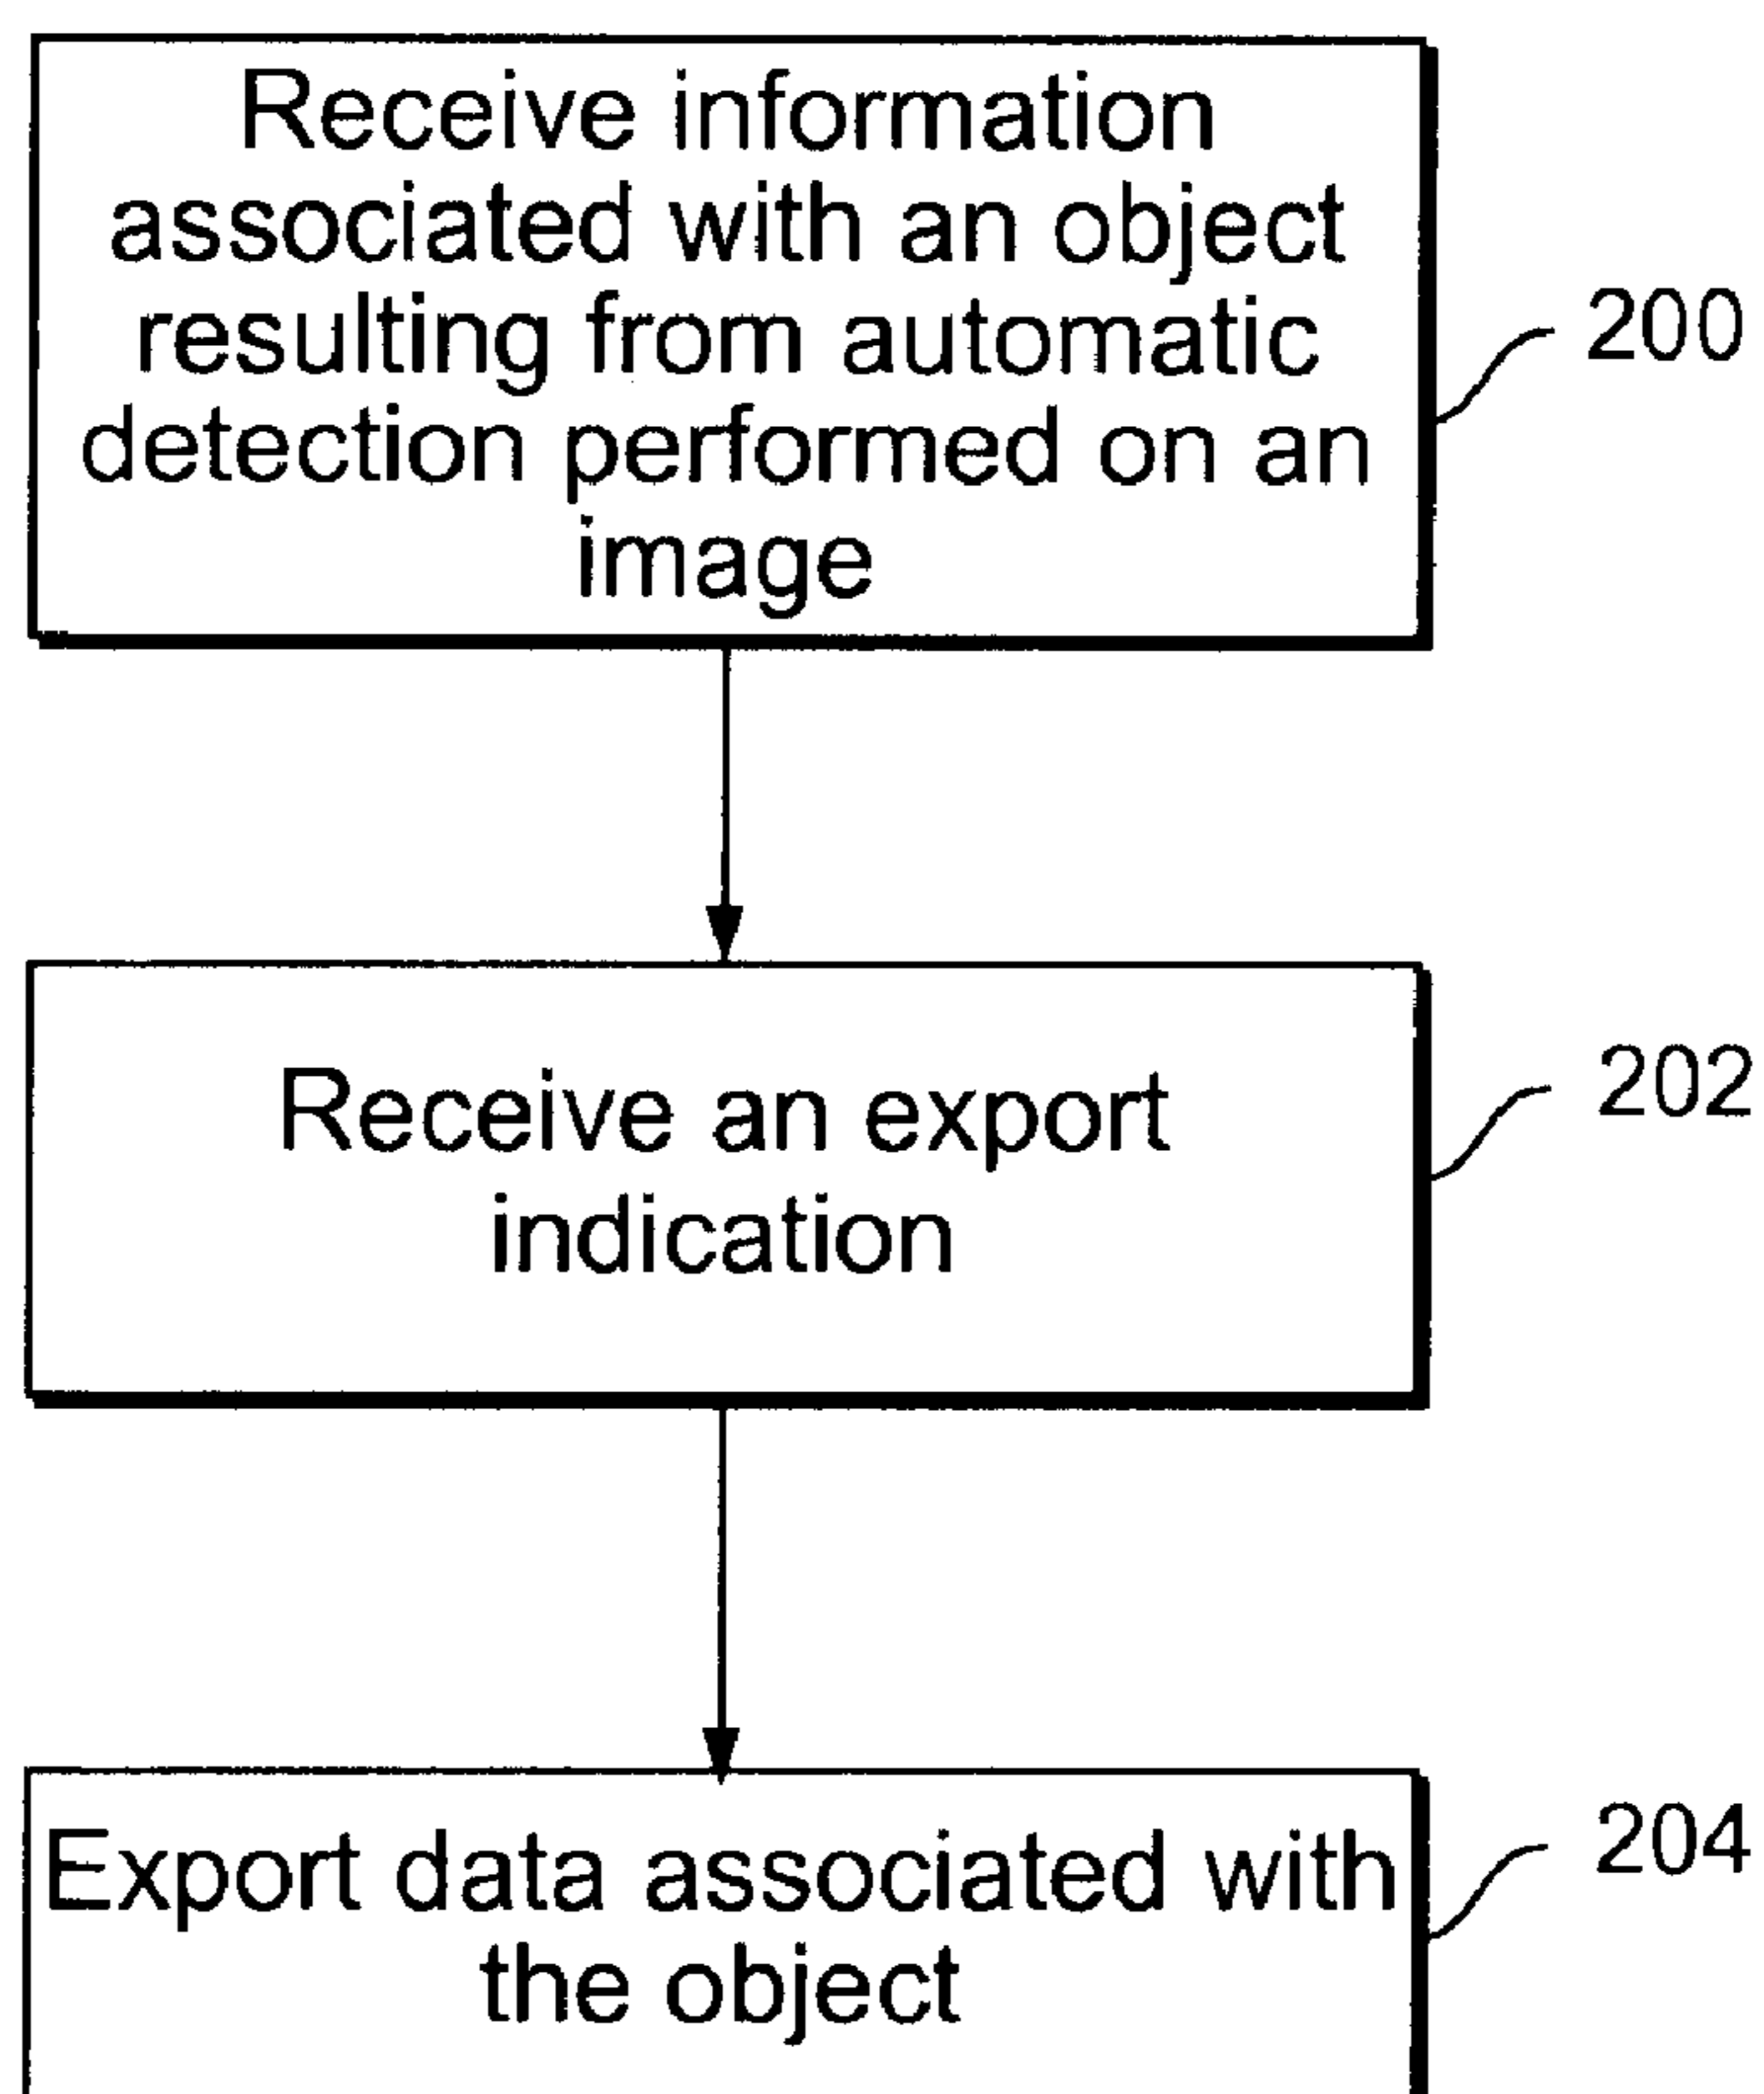 Receive information
associated with an object
resulting from automatic
detection performed on an
image
200
Receive an export
indication
202
Export data associated with
the object
204